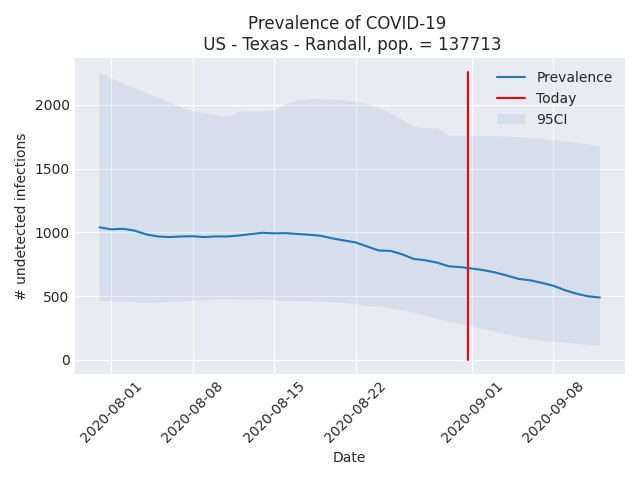 Prevalence of COVID-19
US - Texas - Randall, pop. = 137713
Prevalence
Today
95CI
# undetected infections
2000
1500
1000
500
0
2020-08-01
2020-08-08
2020-08-15
2020-08-22
2020-09-01
2020-09-08
Date